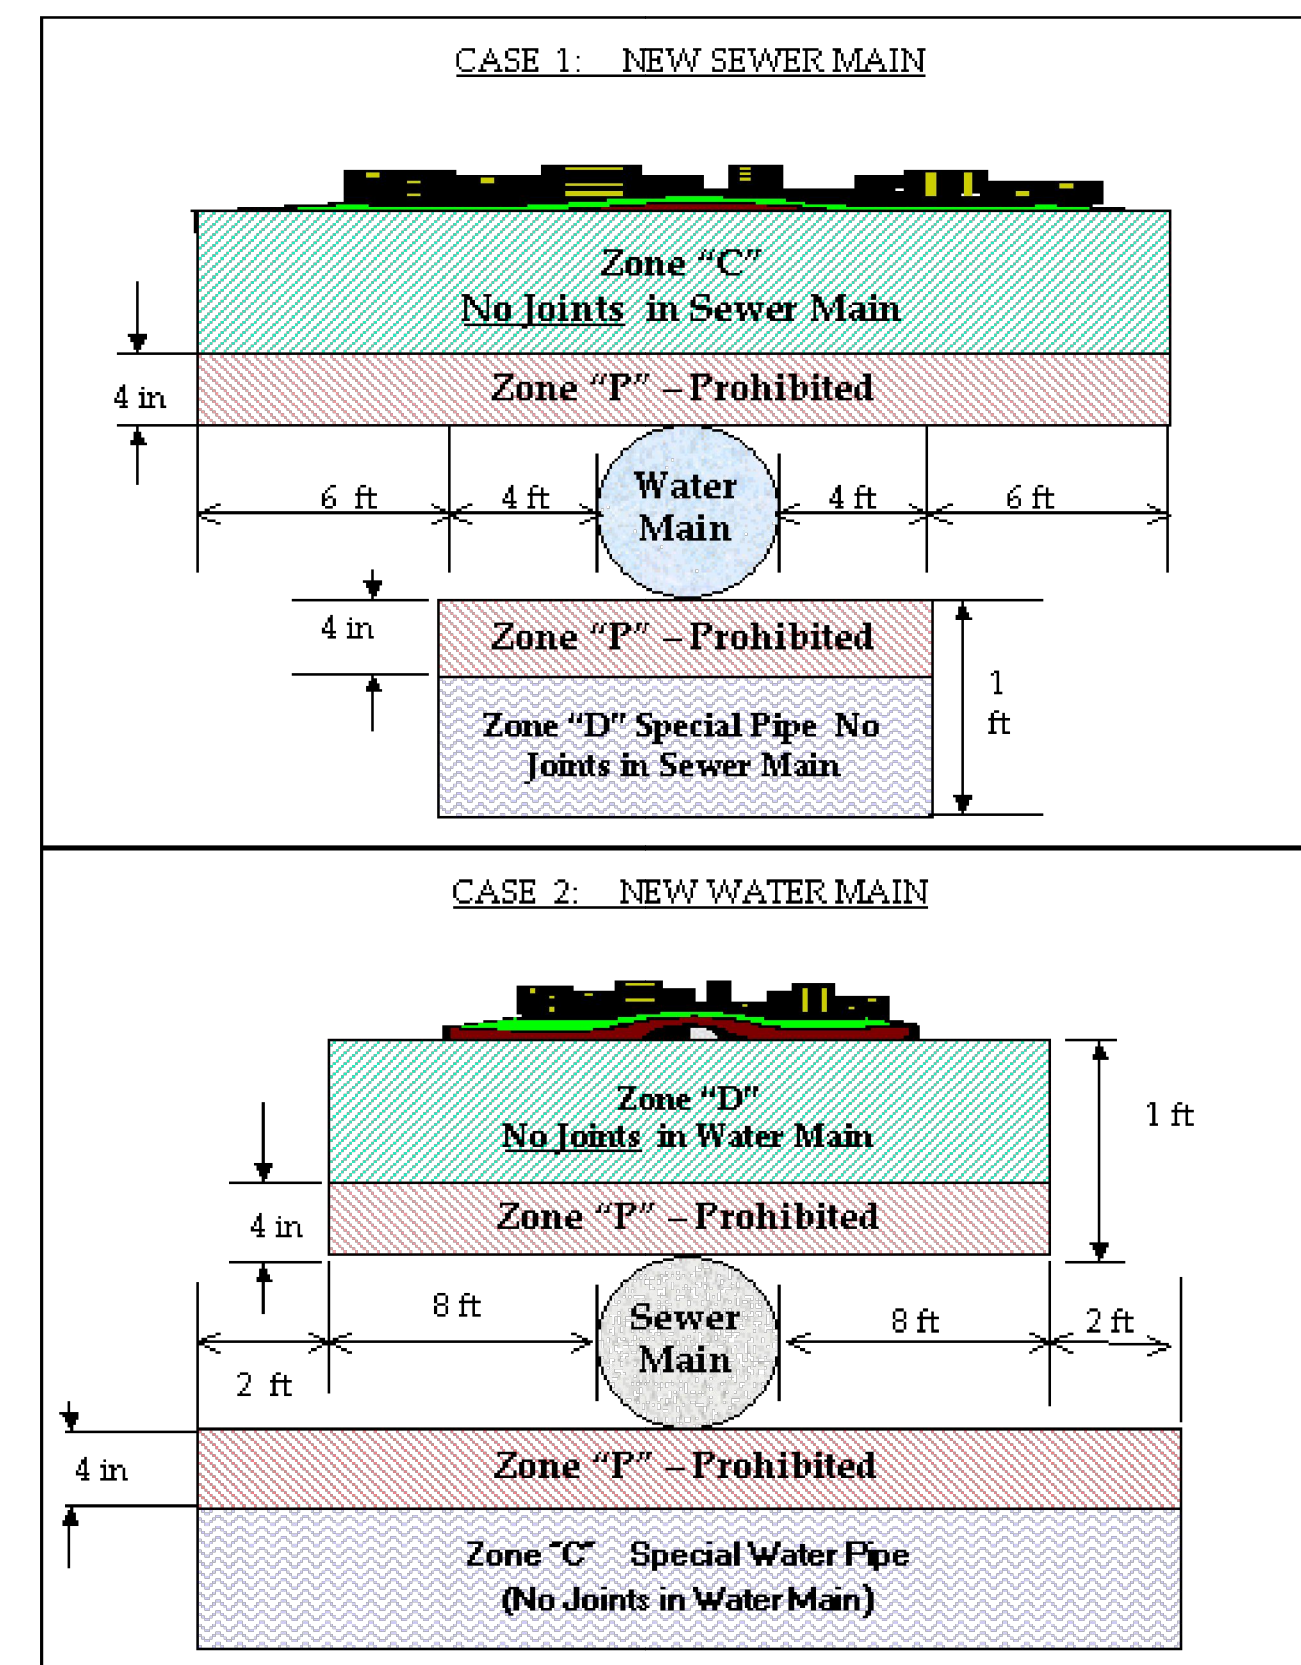 CASE 1: NEW SEWER MAIN
Zone "C"
No Joints in Sewer Main
Zone "P" – Prohibited
4 in
Water
Main
6 ft
4 ft
4 ft
6 ft
4 in
Zone "P" – Prohibited
1
ft
Zone "D" Special Pipe No
Joints in Sewer Main
CASE 2: NEW WATER MAIN
Zone "D"
No Joints in Water Main
1 ft
4 in
Zone "P" – Prohibited
8 ft
Sewer
Main
8 ft
2 ft
2 ft
4 in
Zone "P" – Prohibited
Zone "C" Special Water Pipe
(No Joints in Water Main)